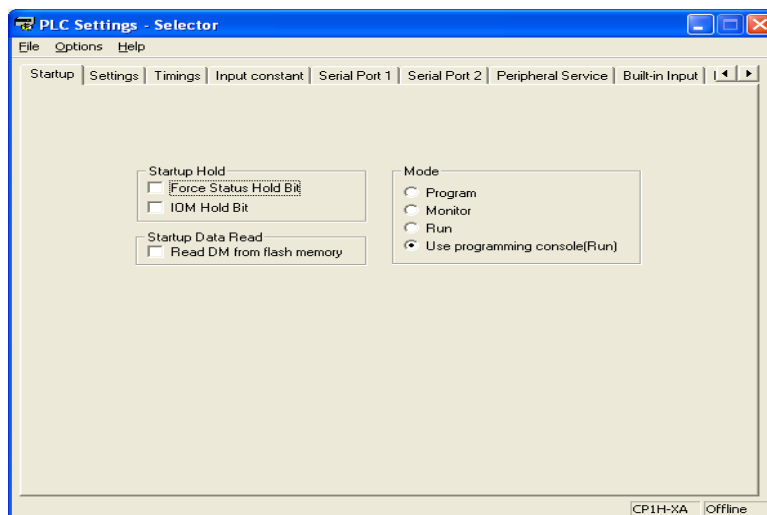 PLC Settings - Selector
File Options Help
Startup Settings Timings Input constant Serial Port 1 Serial Port 2 Peripheral Service Built-in Input
Startup Hold
Force Status Hold Bit
IOM Hold Bit
Startup Data Read
Read DM from flash memory
Mode
Program
Monitor
Run
Use programming console(Run)
CP1H-XA Offline